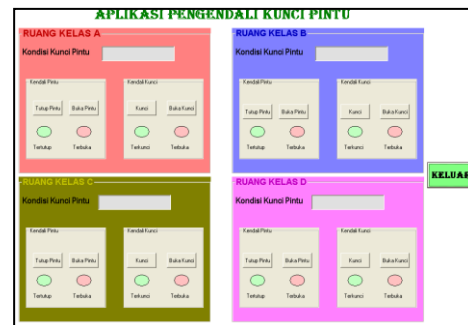 APLIKASI PENGENDALI KUNCI PINTU
RUANG KELAS A
Kondisi Kunci Pintu
Kendali Pintu
Kendali Kunci
Tutup Pintu
Buka Pintu
Kunci
Buka Kunci
Tertutup
Terbuka
Terkunci
Terbuka
RUANG KELAS B
Kondisi Kunci Pintu
Kendali Pintu
Kendali Kunci
Tutup Pintu
Buka Pintu
Kunci
Buka Kunci
Tertutup
Terbuka
Terkunci
Terbuka
RUANG KELAS C
Kondisi Kunci Pintu
Kendali Pintu
Kendali Kunci
Tutup Pintu
Buka Pintu
Kunci
Buka Kunci
Tertutup
Terbuka
Terkunci
Terbuka
RUANG KELAS D
Kondisi Kunci Pintu
Kendali Pintu
Kendali Kunci
Tutup Pintu
Buka Pintu
Kunci
Buka Kunci
Tertutup
Terbuka
Terkunci
Terbuka
KELUAR